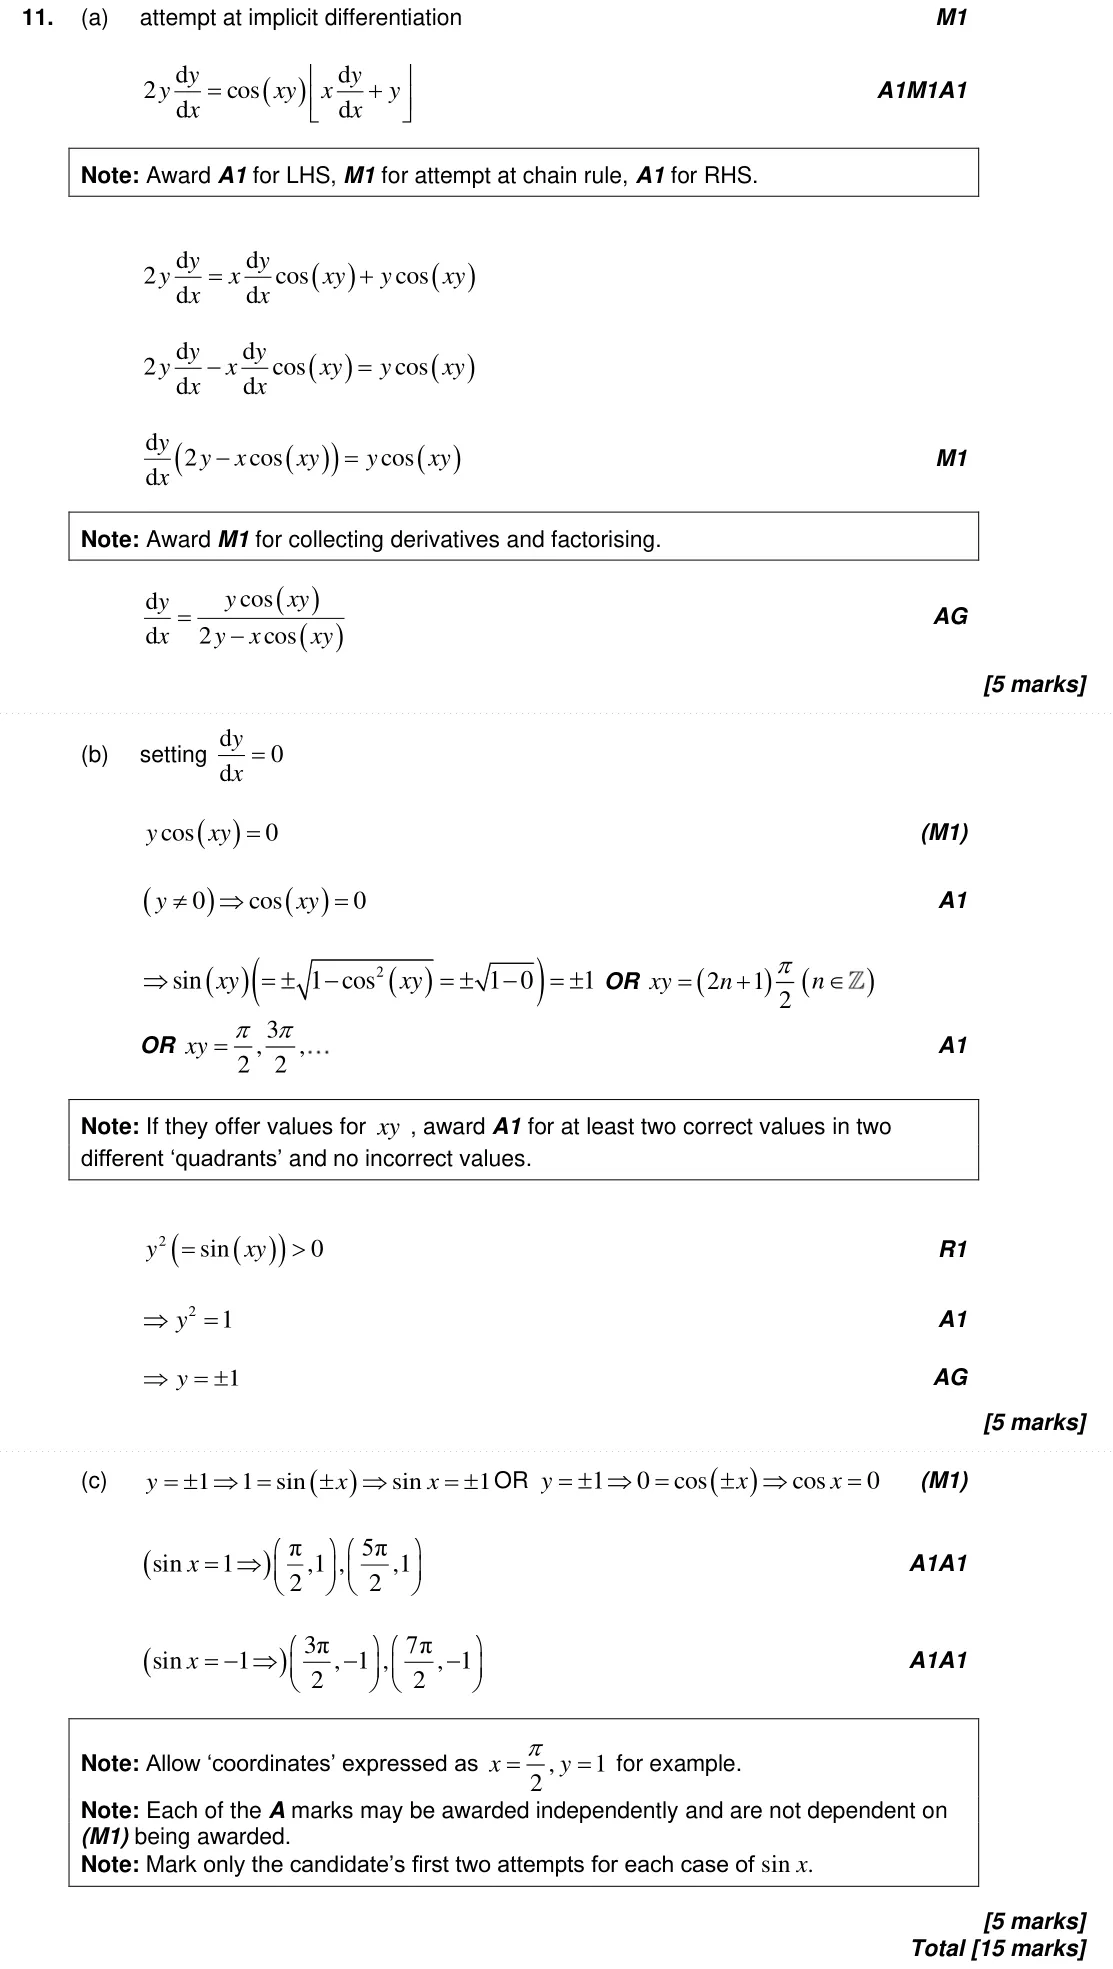 11. (a) attempt at implicit differentiation M1
2y dy/dx = cos(xy)⌊x dy/dx + y⌋ A1M1A1
Note: Award A1 for LHS, M1 for attempt at chain rule, A1 for RHS.
2y dy/dx = x dy/dx cos(xy) + y cos(xy)
2y dy/dx − x dy/dx cos(xy) = y cos(xy)
dy/dx (2y − x cos(xy)) = y cos(xy) M1
Note: Award M1 for collecting derivatives and factorising.
dy/dx = y cos(xy) / (2y − x cos(xy)) AG
[5 marks]
(b) setting dy/dx = 0
y cos(xy) = 0 (M1)
(y ≠ 0) ⇒ cos(xy) = 0 A1
⇒ sin(xy)(= ±√(1 − cos²(xy)) = ±√(1 − 0)) = ±1 OR xy = (2n + 1) π/2 (n ∈ ℤ)
OR xy = π/2, 3π/2, … A1
Note: If they offer values for xy , award A1 for at least two correct values in two
different ‘quadrants’ and no incorrect values.
y² (= sin(xy)) > 0 R1
⇒ y² = 1 A1
⇒ y = ±1 AG
[5 marks]
(c) y = ±1 ⇒ 1 = sin(±x) ⇒ sin x = ±1 OR y = ±1 ⇒ 0 = cos(±x) ⇒ cos x = 0 (M1)
(sin x = 1 ⇒)(π/2, 1), (5π/2, 1) A1A1
(sin x = −1 ⇒)(3π/2, −1), (7π/2, −1) A1A1
Note: Allow ‘coordinates’ expressed as x = π/2, y = 1 for example.
Note: Each of the A marks may be awarded independently and are not dependent on
(M1) being awarded.
Note: Mark only the candidate’s first two attempts for each case of sin x.
[5 marks]
Total [15 marks]